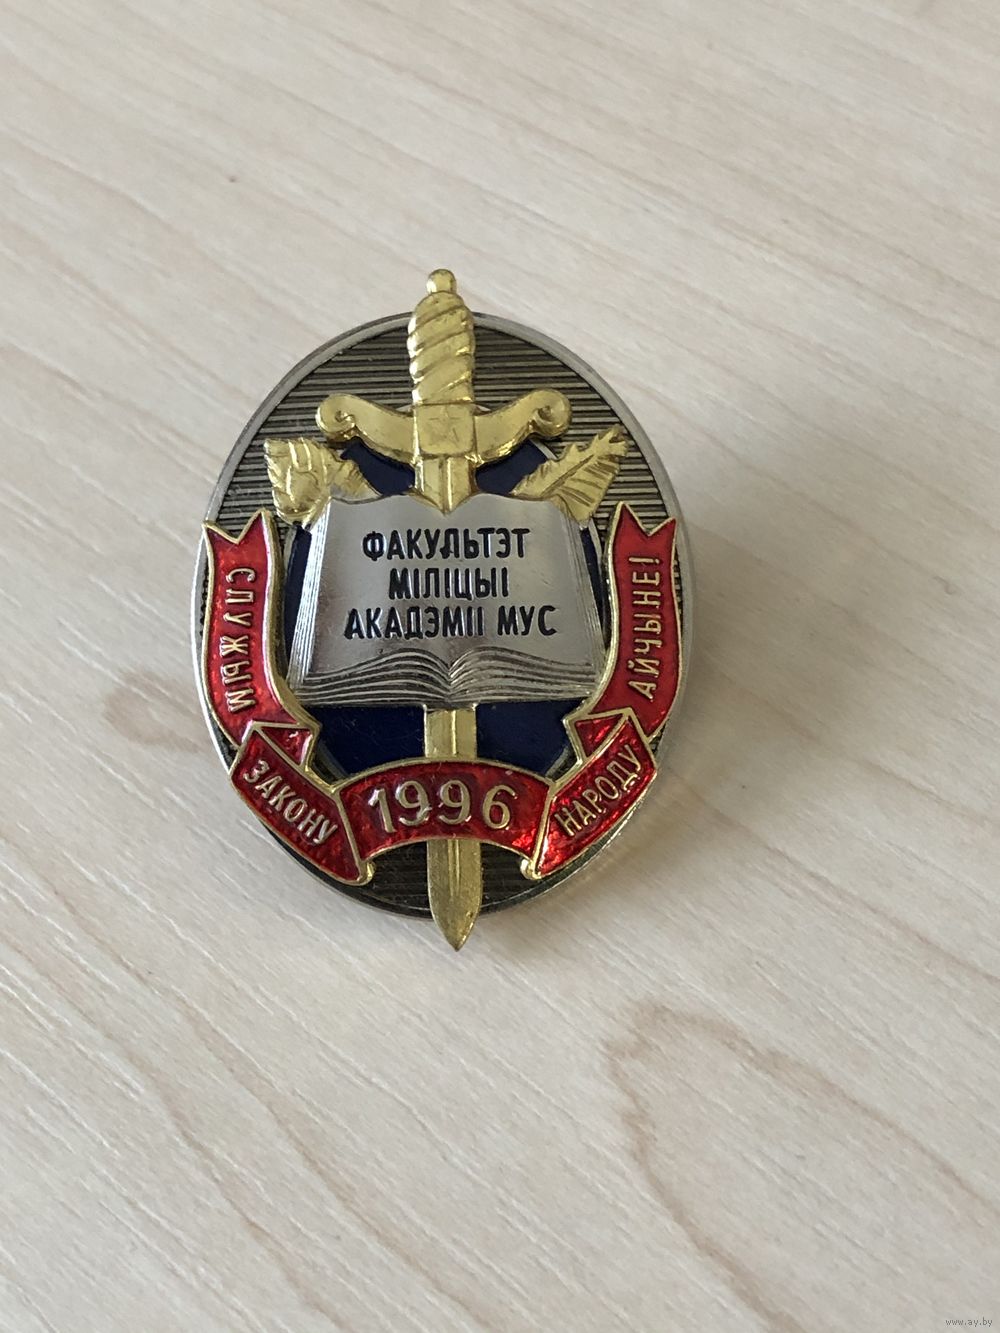 ФАКУЛЬТЭТ
МІЛІЦЫІ
АКАДЭМІІ МУС
СЛУЖЫМ
ЗАКОНУ
1996
НАРОДУ
АЙЧЫНЕ!
www.ay.by